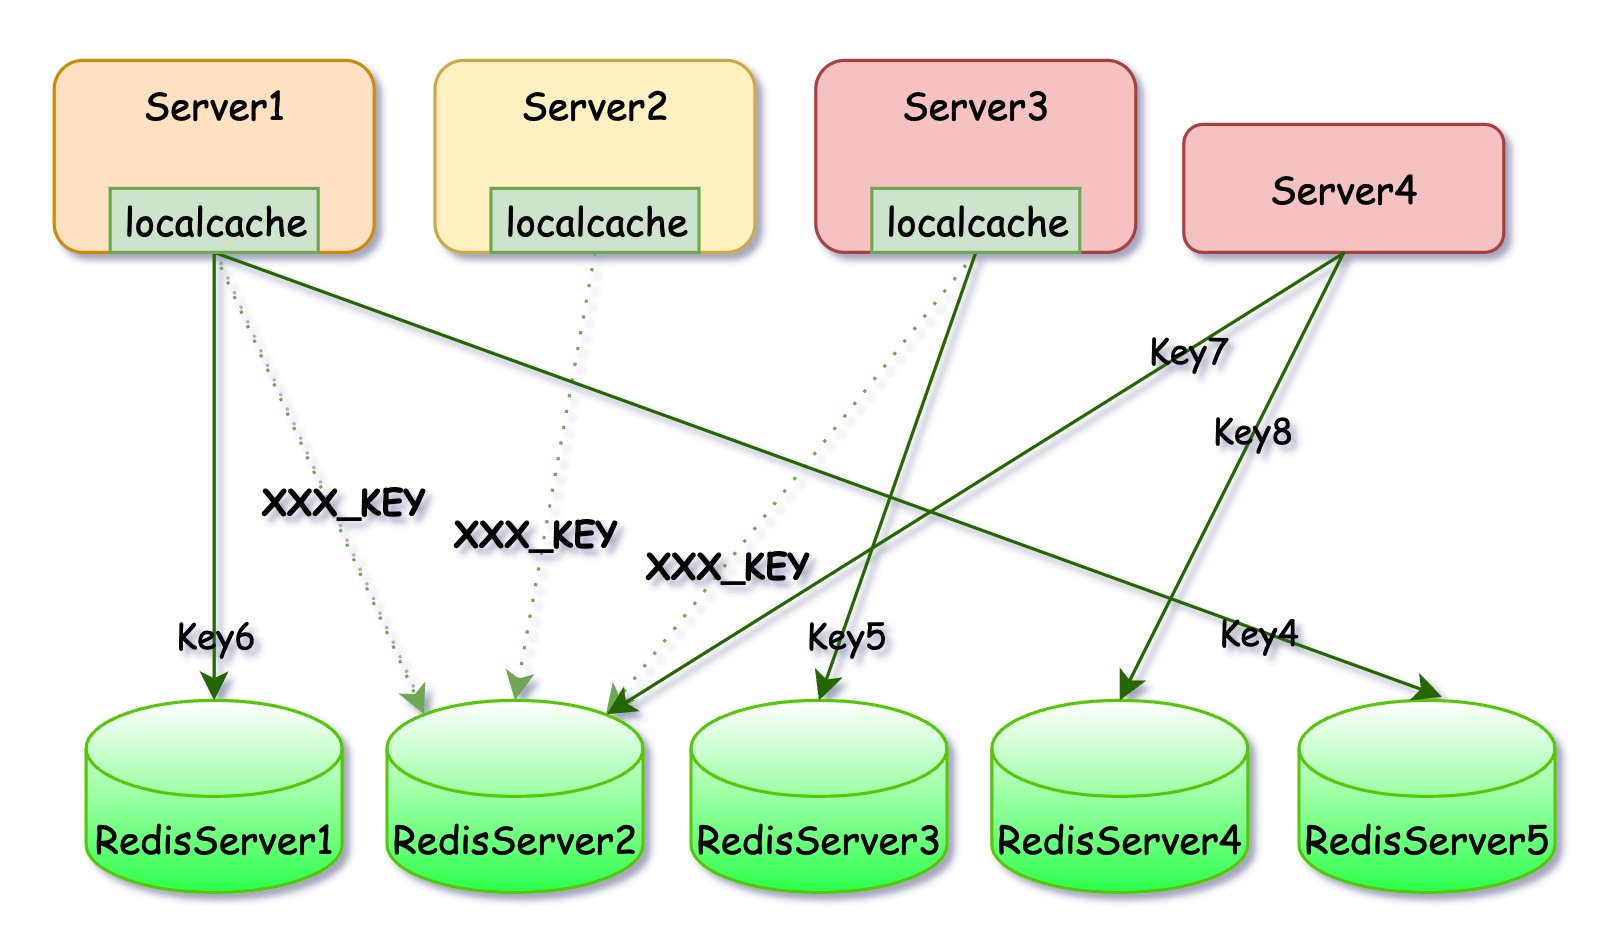 Server1
Server2
Server3
Server4
localcache
localcache
localcache
Key7
Key8
XXX_KEY
XXX_KEY
XXX_KEY
Key6
Key5
Key4
RedisServer1
RedisServer2
RedisServer3
RedisServer4
RedisServer5